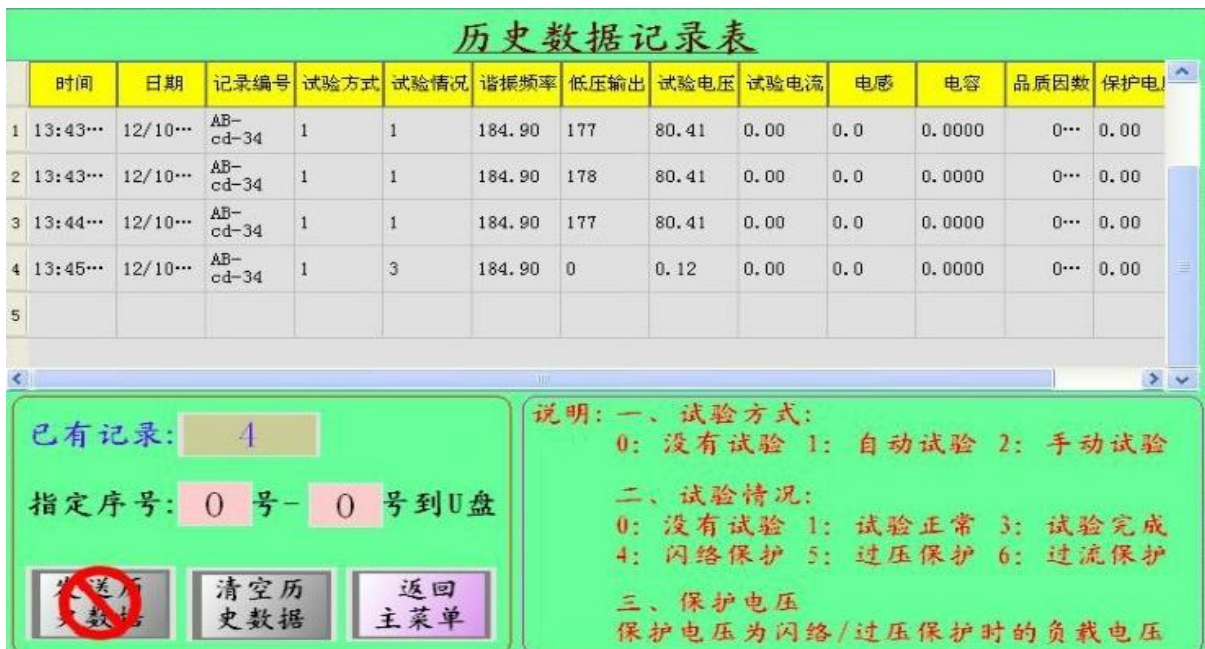 历史数据记录表
时间 日期 记录编号 试验方式 试验情况 谐振频率 低压输出 试验电压 试验电流 电感 电容 品质因数 保护电
1 13:43… 12/10… AB-cd-34 1 1 184.90 177 80.41 0.00 0.0 0.0000 0… 0.00
2 13:43… 12/10… AB-cd-34 1 1 184.90 178 80.41 0.00 0.0 0.0000 0… 0.00
3 13:44… 12/10… AB-cd-34 1 1 184.90 177 80.41 0.00 0.0 0.0000 0… 0.00
4 13:45… 12/10… AB-cd-34 1 3 184.90 0 0.12 0.00 0.0 0.0000 0… 0.00
5
已有记录: 4
指定序号: 0 号- 0 号到U盘
发送历
史数据
清空历
史数据
返回
主菜单
说明: 一、试验方式:
0: 没有试验 1: 自动试验 2: 手动试验
二、试验情况:
0: 没有试验 1: 试验正常 3: 试验完成
4: 闪络保护 5: 过压保护 6: 过流保护
三、保护电压
保护电压为闪络/过压保护时的负载电压